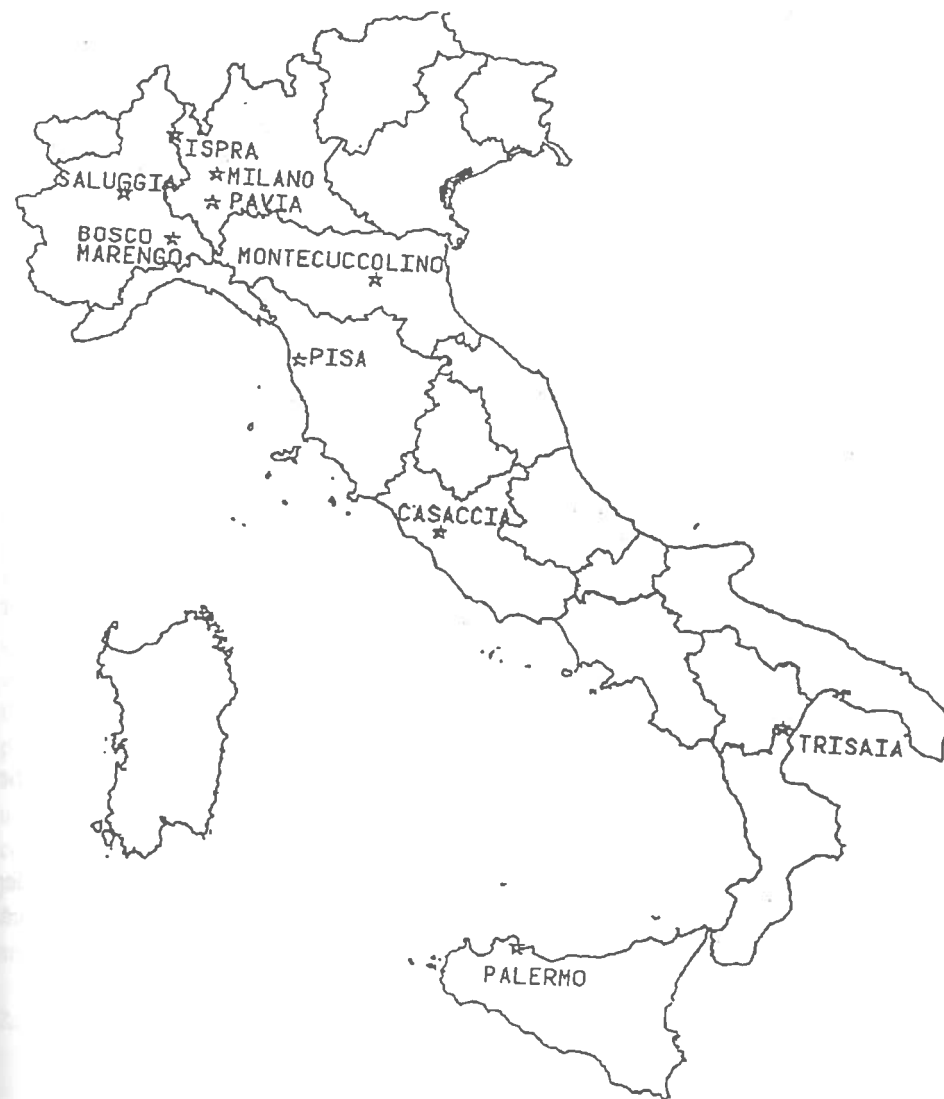 ISPRA
MILANO
SALUGGIA
PAVIA
BOSCO
MARENGO
MONTECUCCOLINO
PISA
CASACCIA
TRISAIA
PALERMO